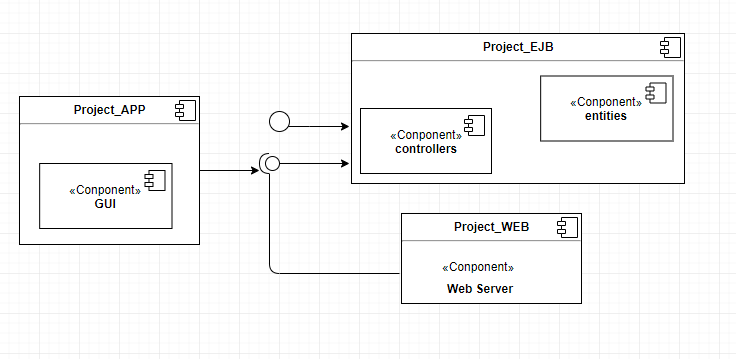 Project_EJB
«Conponent»
entities
Project_APP
«Conponent»
controllers
«Conponent»
GUI
Project_WEB
«Conponent»
Web Server